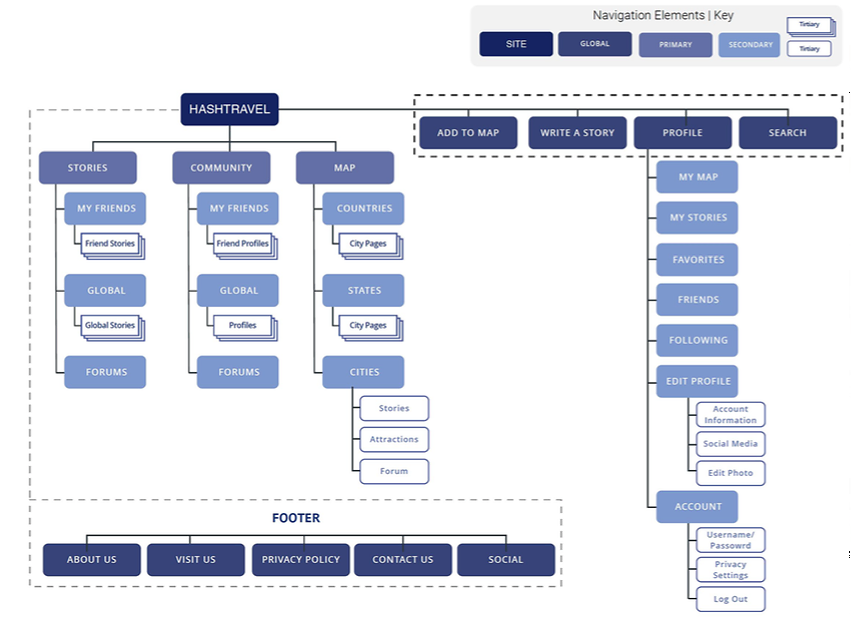 Navigation Elements | Key
SITE
GLOBAL
PRIMARY
SECONDARY
Tirtiary
Tirtiary
HASHTRAVEL
ADD TO MAP
WRITE A STORY
PROFILE
SEARCH
STORIES
MY FRIENDS
Friend Stories
GLOBAL
Global Stories
FORUMS
COMMUNITY
MY FRIENDS
Friend Profiles
GLOBAL
Profiles
FORUMS
MAP
COUNTRIES
City Pages
STATES
City Pages
CITIES
Stories
Attractions
Forum
MY MAP
MY STORIES
FAVORITES
FRIENDS
FOLLOWING
EDIT PROFILE
Account
Information
Social Media
Edit Photo
ACCOUNT
Username/
Passowrd
Privacy
Settings
Log Out
FOOTER
ABOUT US
VISIT US
PRIVACY POLICY
CONTACT US
SOCIAL